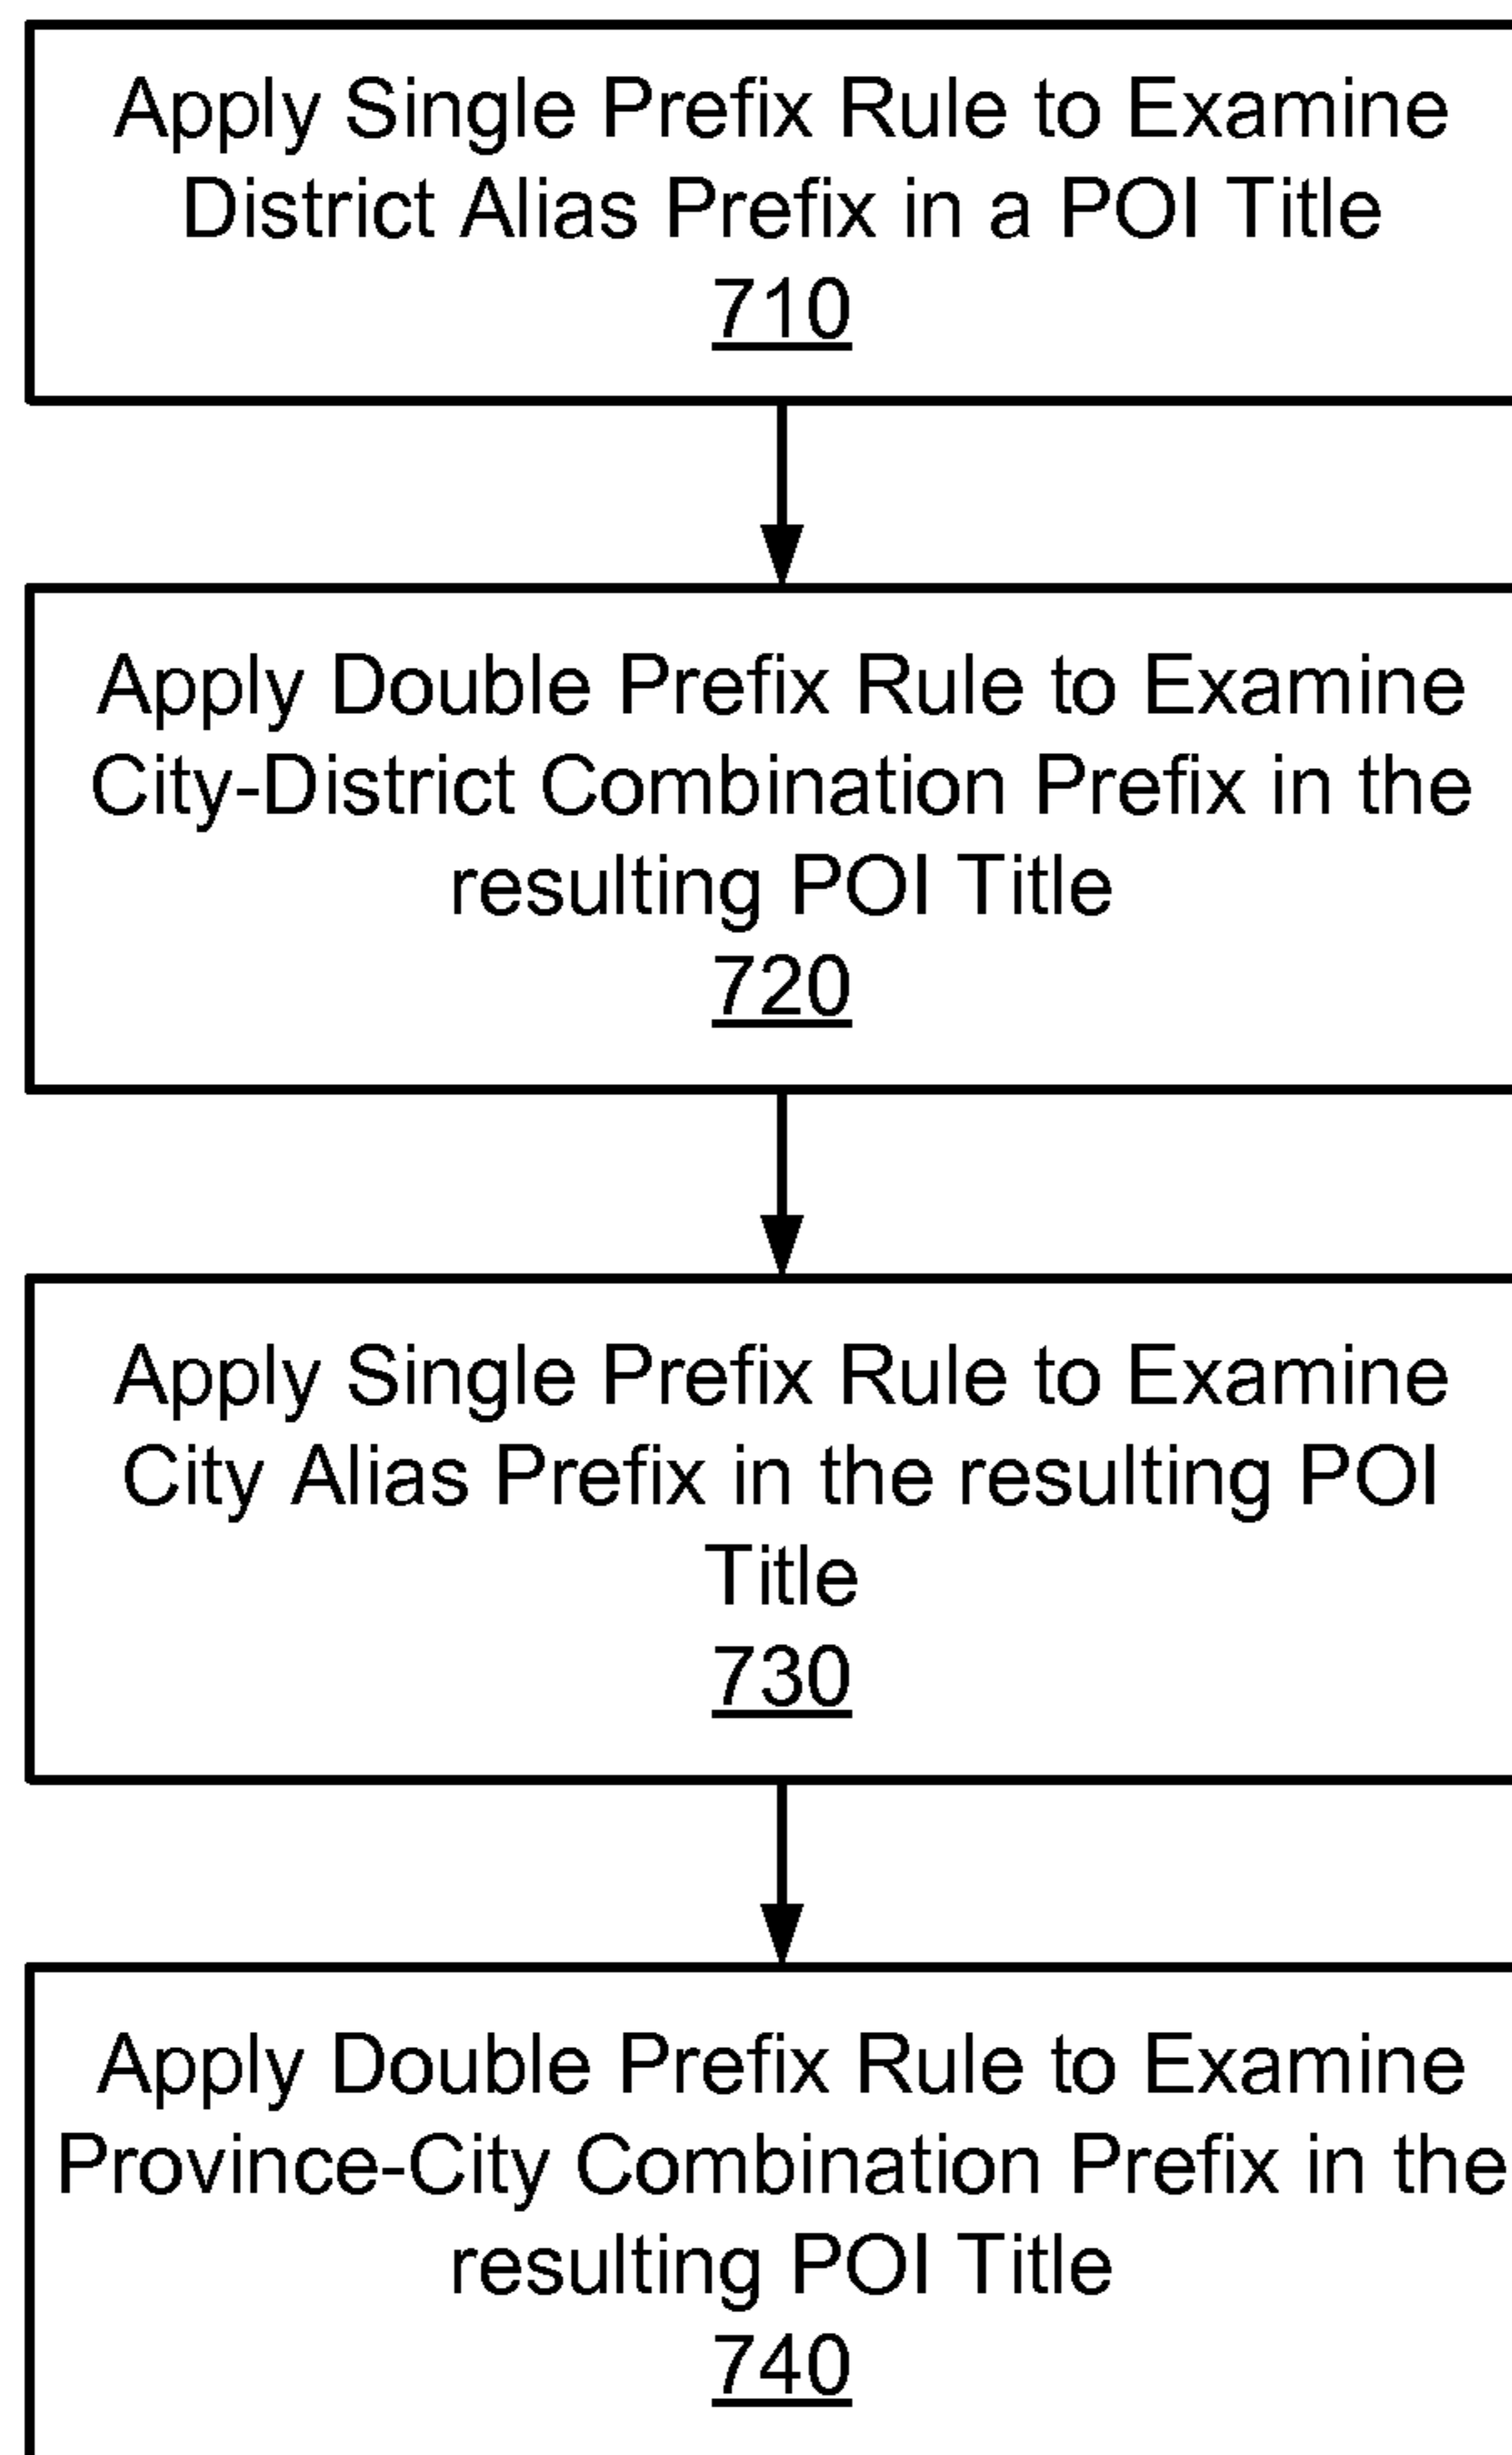 Apply Single Prefix Rule to Examine
District Alias Prefix in a POI Title
710
Apply Double Prefix Rule to Examine
City-District Combination Prefix in the
resulting POI Title
720
Apply Single Prefix Rule to Examine
City Alias Prefix in the resulting POI
Title
730
Apply Double Prefix Rule to Examine
Province-City Combination Prefix in the
resulting POI Title
740